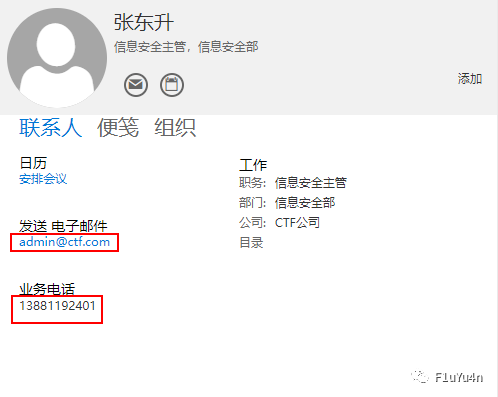 张东升
信息安全主管，信息安全部
添加
联系人 便笺 组织
日历
安排会议
发送 电子邮件
admin@ctf.com
业务电话
13881192401
工作
职务: 信息安全主管
部门: 信息安全部
公司: CTF公司
目录
F1uYu4n